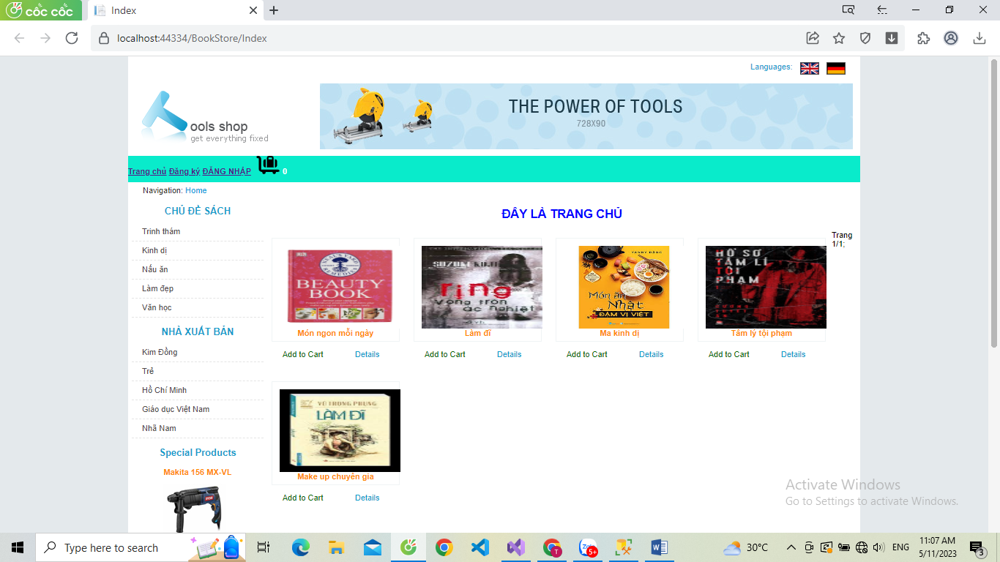 cốc cốc
Index
localhost:44334/BookStore/Index
Languages:
ools shop
get everything fixed
THE POWER OF TOOLS
728X90
Trang chủ Đăng ký ĐĂNG NHẬP 0
Navigation: Home
CHỦ ĐỀ SÁCH
Trinh thám
Kinh dị
Nấu ăn
Làm đẹp
Văn học
NHÀ XUẤT BẢN
Kim Đồng
Trẻ
Hồ Chí Minh
Giáo dục Việt Nam
Nhã Nam
Special Products
Makita 156 MX-VL
ĐÂY LÀ TRANG CHỦ
Trang
1/1;
BEAUTY
BOOK
Món ngon mỗi ngày
Add to Cart Details
SUZUKI KOJI
ring
vòng tròn
ác nghiệt
Làm đĩ
Add to Cart Details
Món ăn
Nhật
ĐẬM VỊ VIỆT
Ma kinh dị
Add to Cart Details
HỒ SƠ
TÂM LÍ
TỘI
PHẠM
Tâm lý tội phạm
Add to Cart Details
VŨ TRỌNG PHỤNG
LÀM ĐĨ
Make up chuyên gia
Add to Cart Details
Activate Windows
Go to Settings to activate Windows.
Type here to search
5+
30°C
ENG
11:07 AM
5/11/2023
3